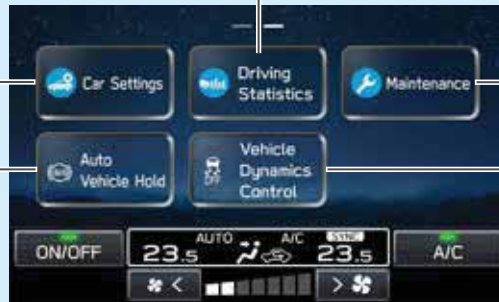 Car Settings
Driving
Statistics
Maintenance
Auto
Vehicle Hold
Vehicle
Dynamics
Control
ON/OFF
AUTO
A/C
SYNC
23.5
23.5
A/C
<
>